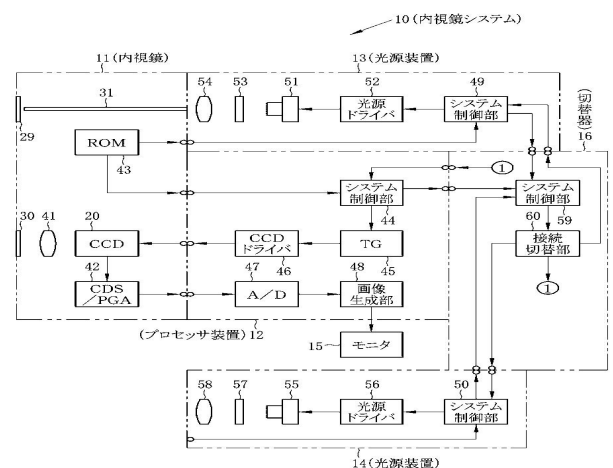 10(内視鏡システム)
11(内視鏡)
13(光源装置)
(切替器)
16
31
54
53
51
52
49
光源
ドライバ
システム
制御部
29
ROM
43
1
システム
制御部
44
システム
制御部
59
30
41
20
CCD
CCD
ドライバ
46
TG
45
60
接続
切替部
42
CDS
/PGA
47
A/D
48
画像
生成部
1
(プロセッサ装置)12
15
モニタ
58
57
55
56
50
光源
ドライバ
システム
制御部
14(光源装置)